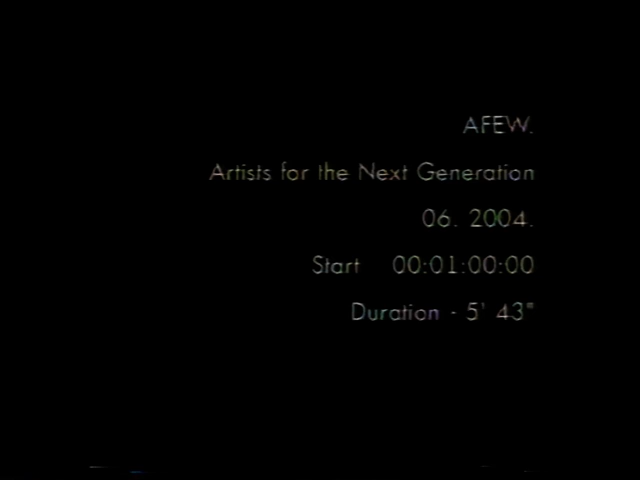 AFEW.
Artists for the Next Generation
06. 2004.
Start 00:01:00:00
Duration - 5' 43"